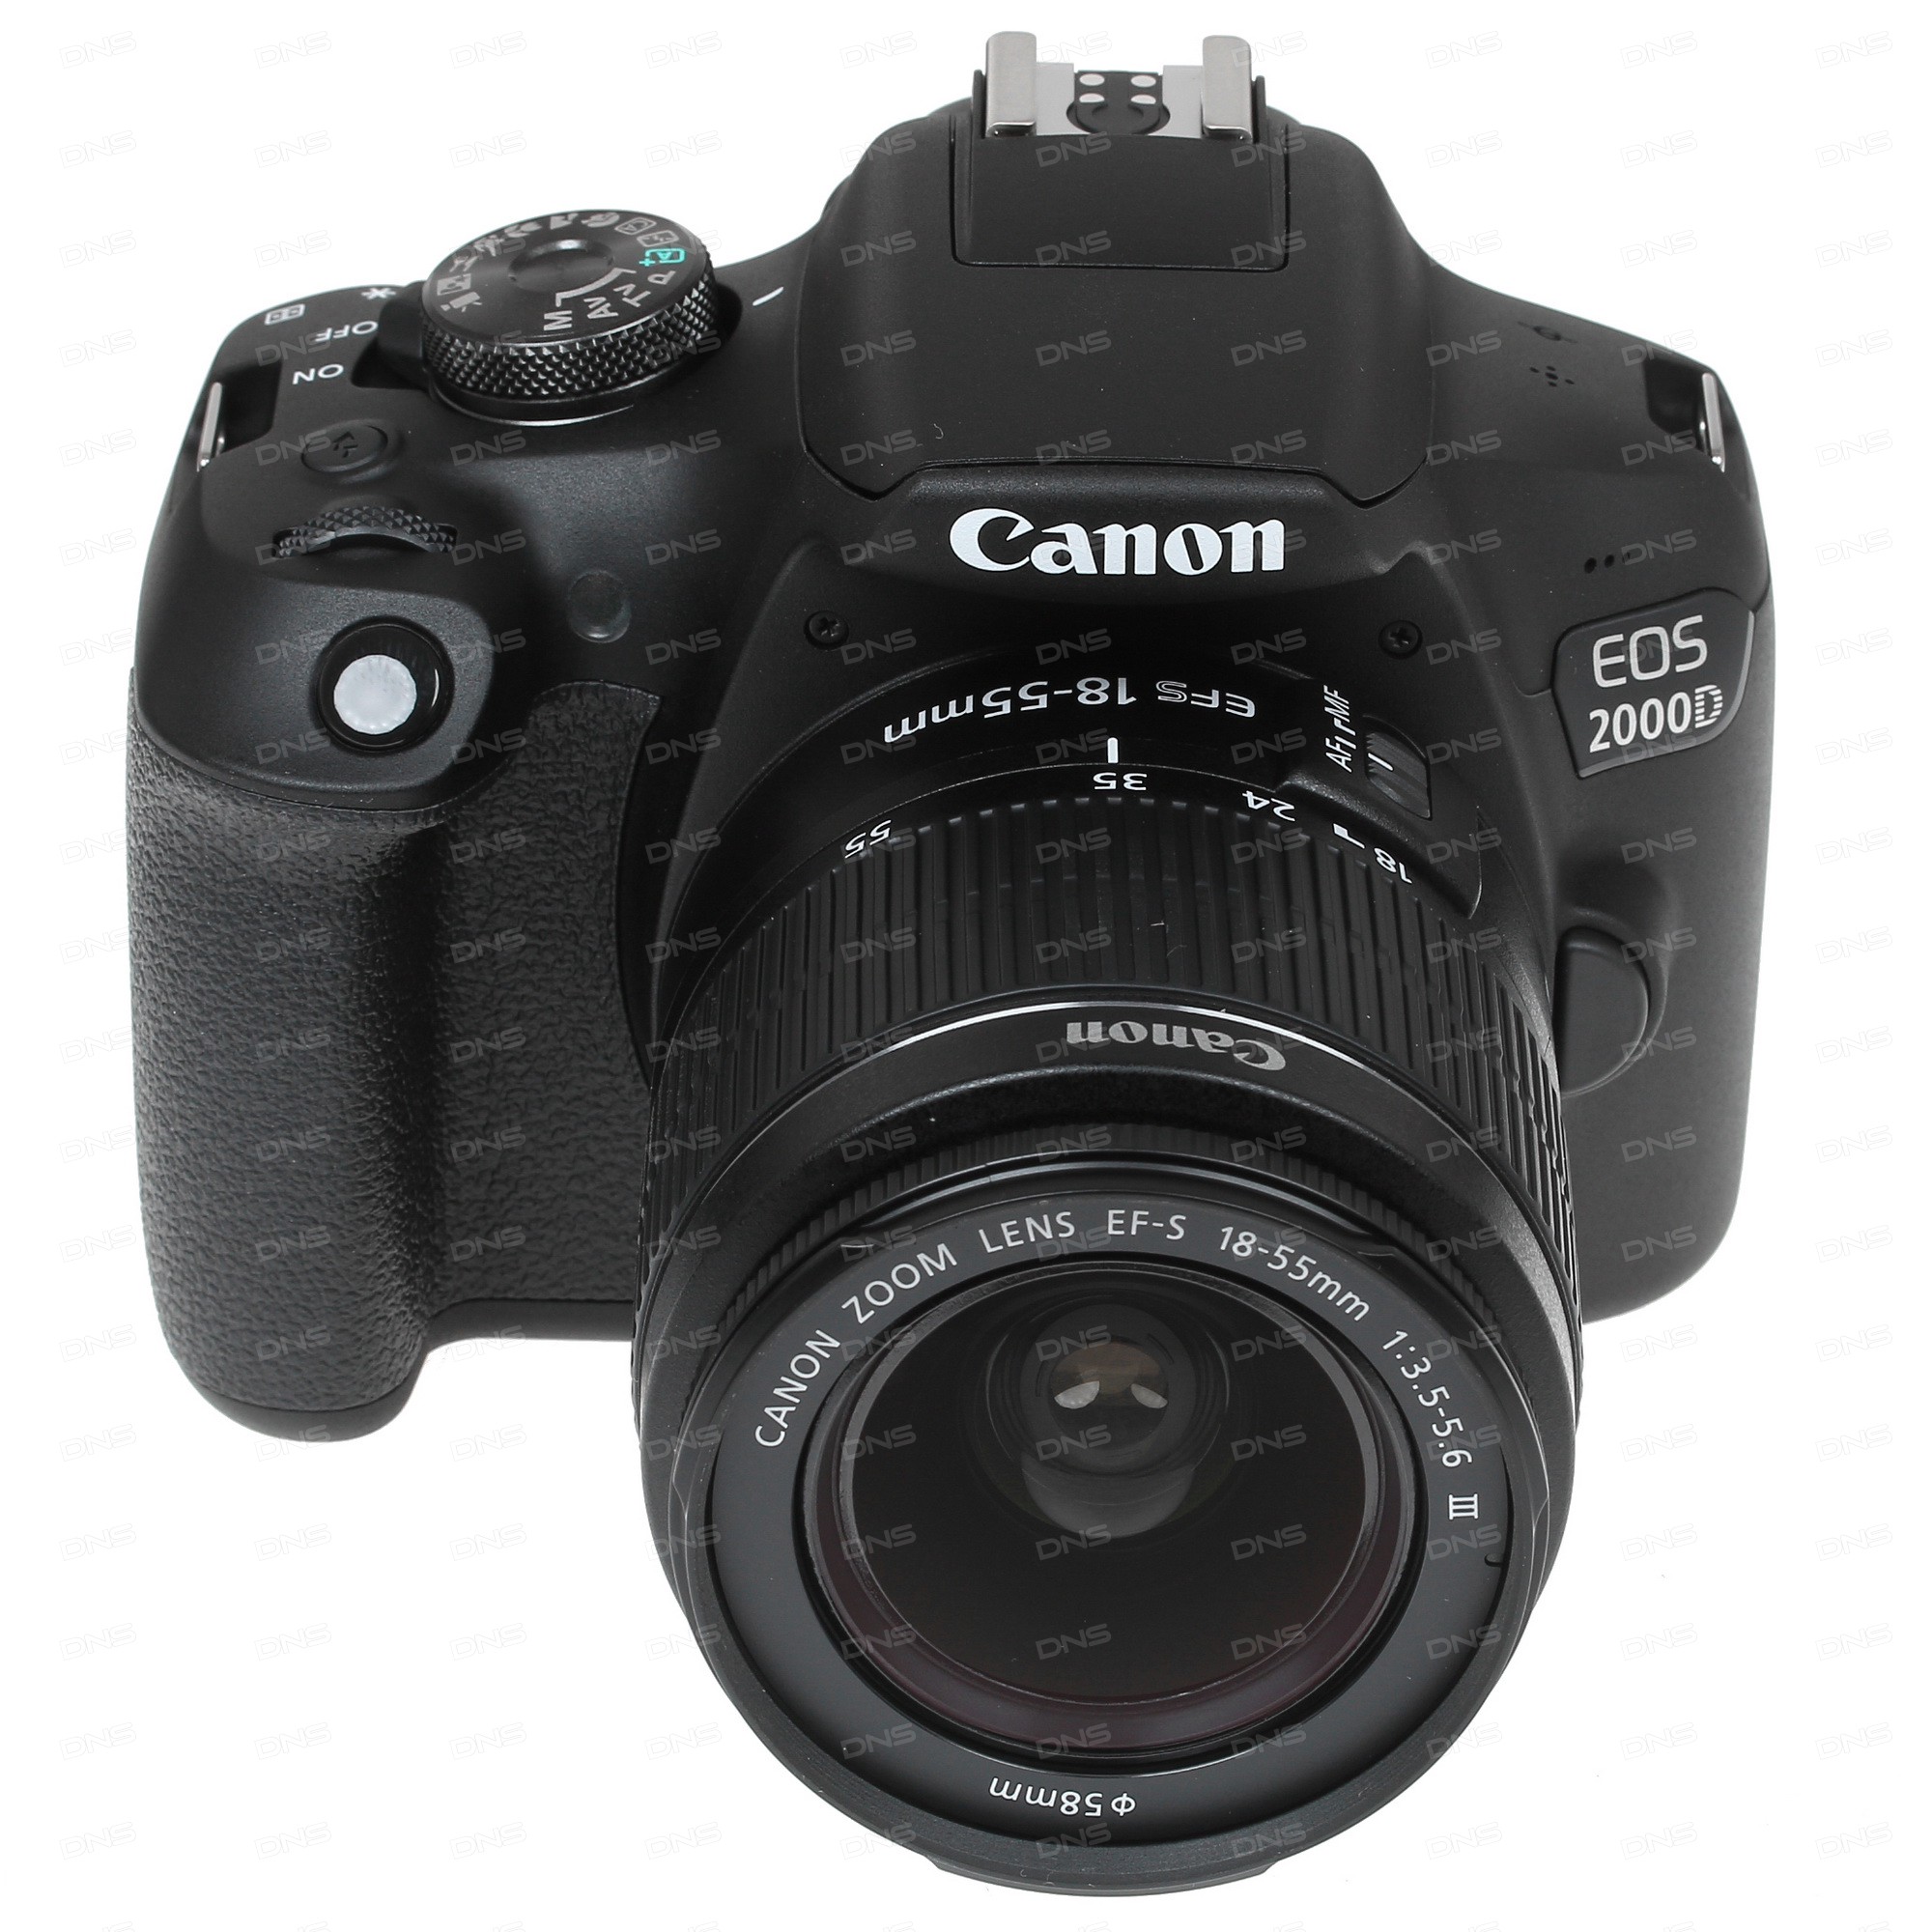 M
Av
Tv
P
OFF
ON
Canon
EOS
2000D
EFS 18-55mm
AF MF
55
35
24
18
Canon
CANON ZOOM LENS EF-S 18-55mm 1:3.5-5.6 III
Φ58mm
DNS